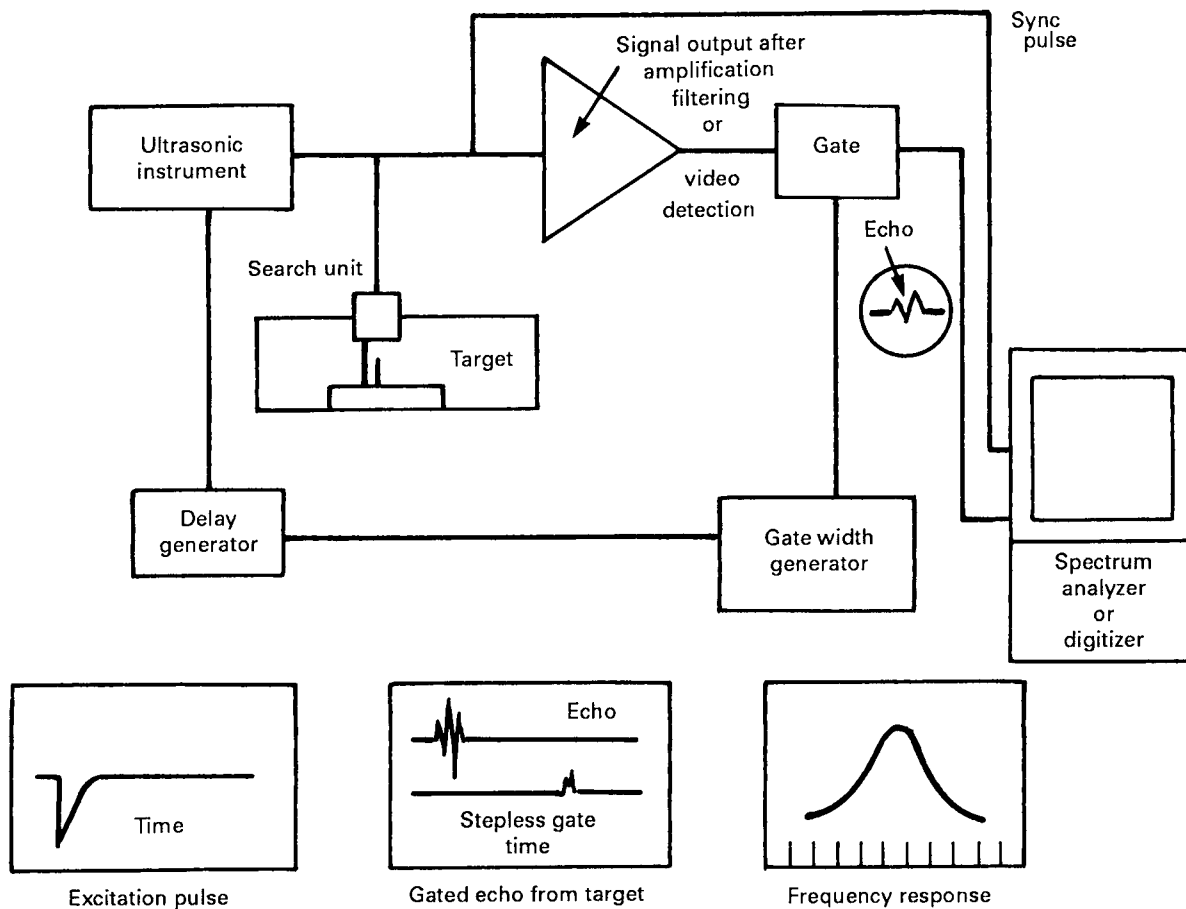 Sync
pulse
Signal output after
amplification
filtering
or
video
detection
Ultrasonic
instrument
Gate
Echo
Search unit
Target
Delay
generator
Gate width
generator
Spectrum
analyzer
or
digitizer
Time
Excitation pulse
Echo
Stepless gate
time
Gated echo from target
Frequency response